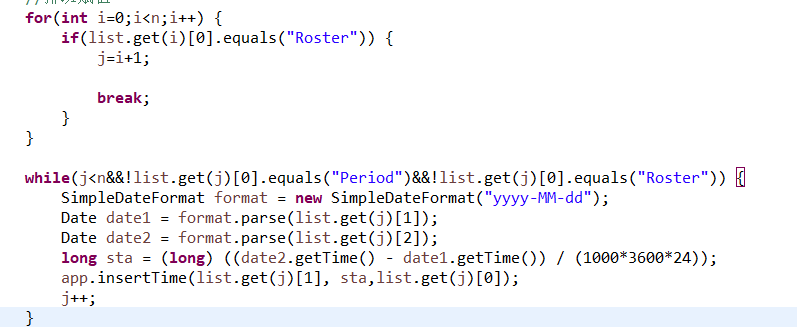 for(int i=0;i<n;i++) {
if(list.get(i)[0].equals("Roster")) {
j=i+1;
break;
}
}
while(j<n&&!list.get(j)[0].equals("Period")&&!list.get(j)[0].equals("Roster")) {
SimpleDateFormat format = new SimpleDateFormat("yyyy-MM-dd");
Date date1 = format.parse(list.get(j)[1]);
Date date2 = format.parse(list.get(j)[2]);
long sta = (long) ((date2.getTime() - date1.getTime()) / (1000*3600*24));
app.insertTime(list.get(j)[1], sta,list.get(j)[0]);
j++;
}